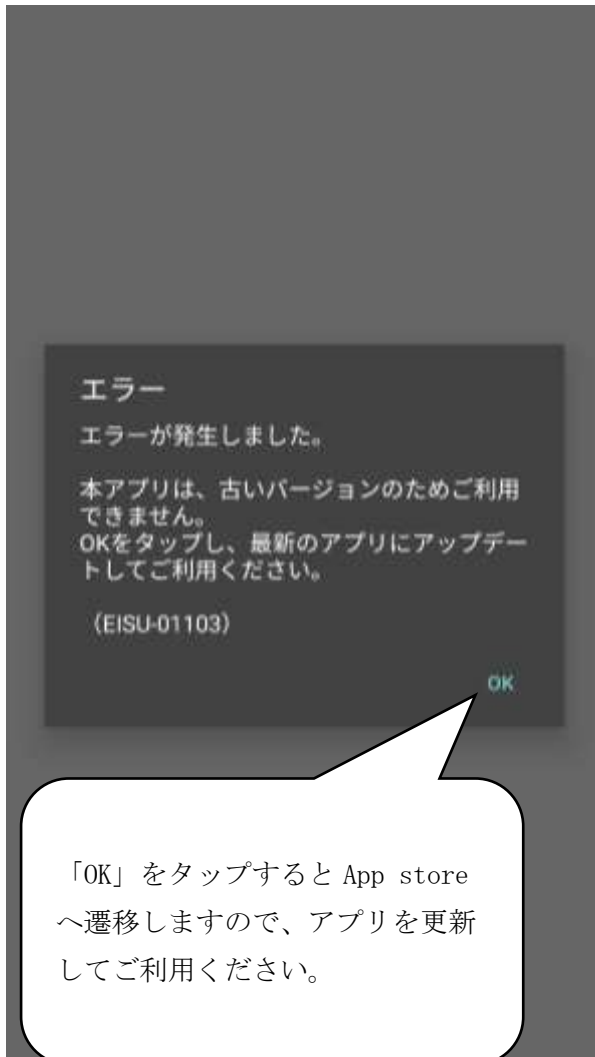 エラー
エラーが発生しました。
本アプリは、古いバージョンのためご利用
できません。
OKをタップし、最新のアプリにアップデー
トしてご利用ください。
（EISU-01103）
OK
「OK」をタップすると App store
へ遷移しますので、アプリを更新
してご利用ください。